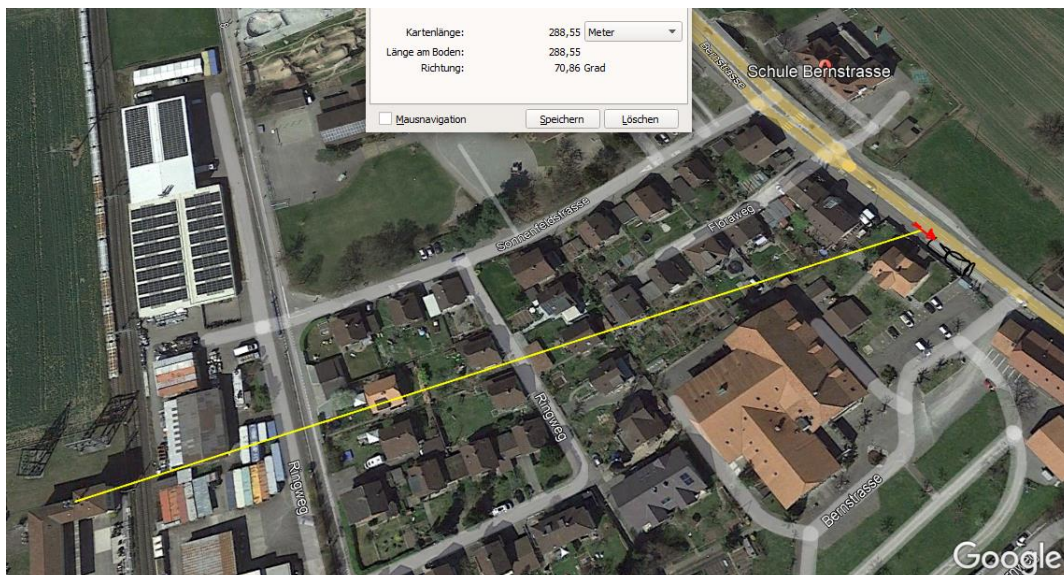 Kartenlänge: 288,55 Meter
Länge am Boden: 288,55
Richtung: 70,86 Grad
Mausnavigation Speichern Löschen
Bernstrasse
Schule Bernstrasse
Sonnenfeldstrasse
Floraweg
Ringweg
Ringweg
Bernstrasse
Google